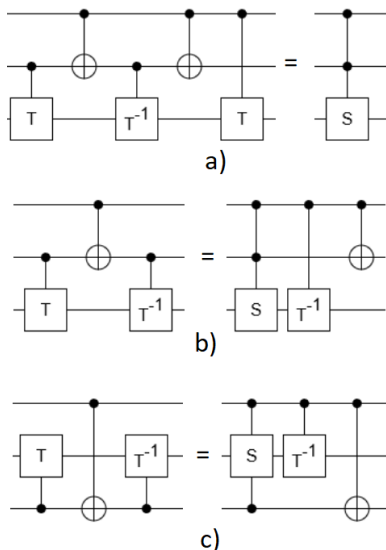 T T⁻¹ T = S
a)
T T⁻¹ = S T⁻¹
b)
T T⁻¹ = S T⁻¹
c)